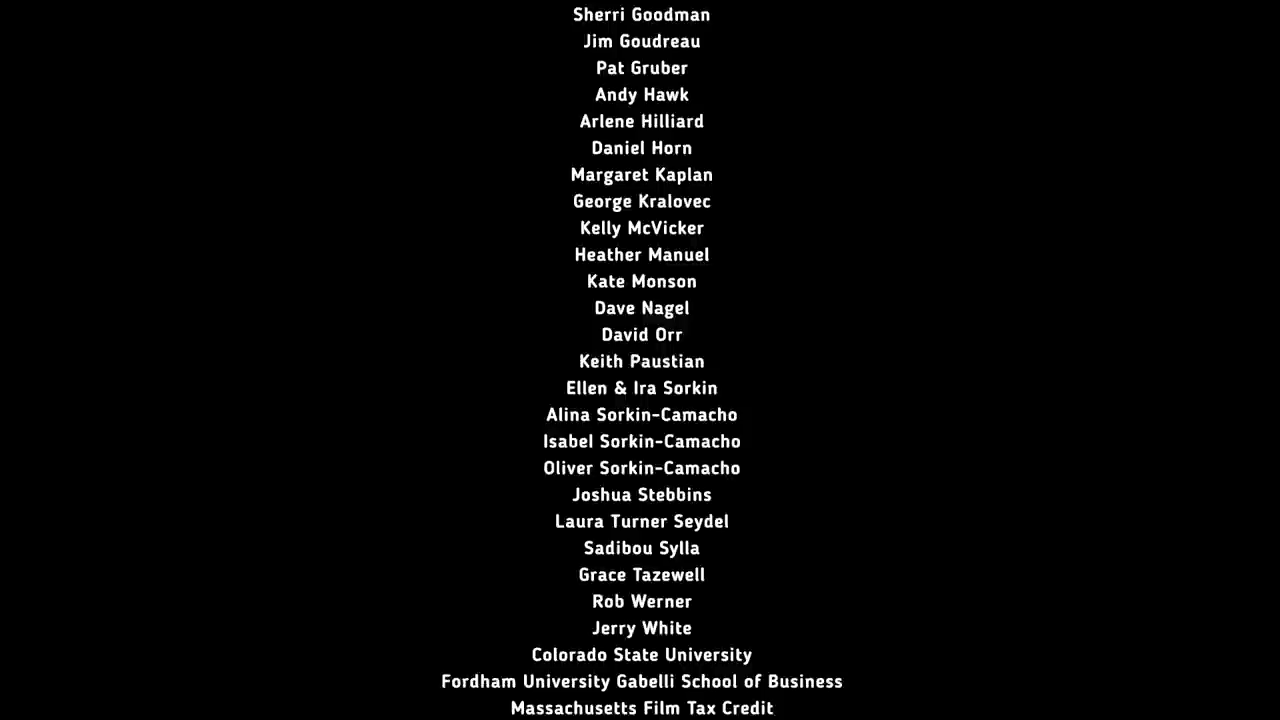 Sherri Goodman
Jim Goudreau
Pat Gruber
Andy Hawk
Arlene Hilliard
Daniel Horn
Margaret Kaplan
George Kralovec
Kelly McVicker
Heather Manuel
Kate Monson
Dave Nagel
David Orr
Keith Paustian
Ellen & Ira Sorkin
Alina Sorkin-Camacho
Isabel Sorkin-Camacho
Oliver Sorkin-Camacho
Joshua Stebbins
Laura Turner Seydel
Sadibou Sylla
Grace Tazewell
Rob Werner
Jerry White
Colorado State University
Fordham University Gabelli School of Business
Massachusetts Film Tax Credit